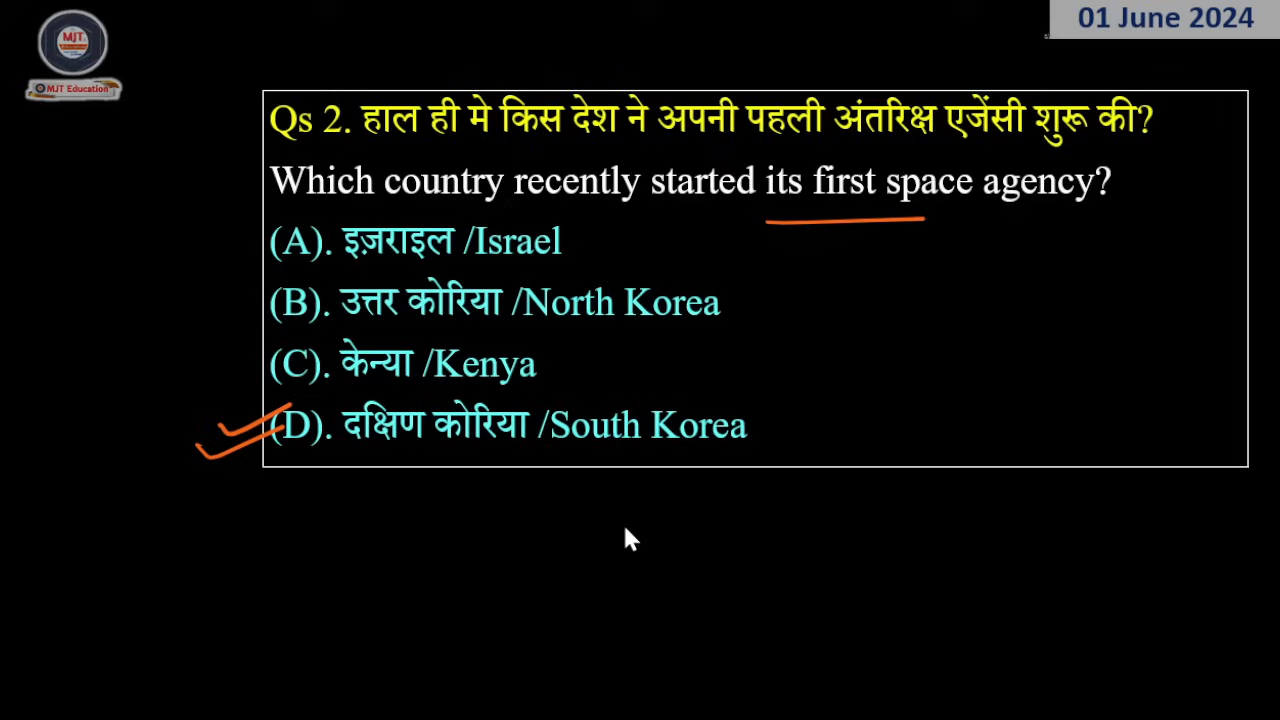 01 June 2024
MJT
MJT Education
Qs 2. हाल ही मे किस देश ने अपनी पहली अंतरिक्ष एजेंसी शुरू की?
Which country recently started its first space agency?
(A). इज़राइल /Israel
(B). उत्तर कोरिया /North Korea
(C). केन्या /Kenya
(D). दक्षिण कोरिया /South Korea